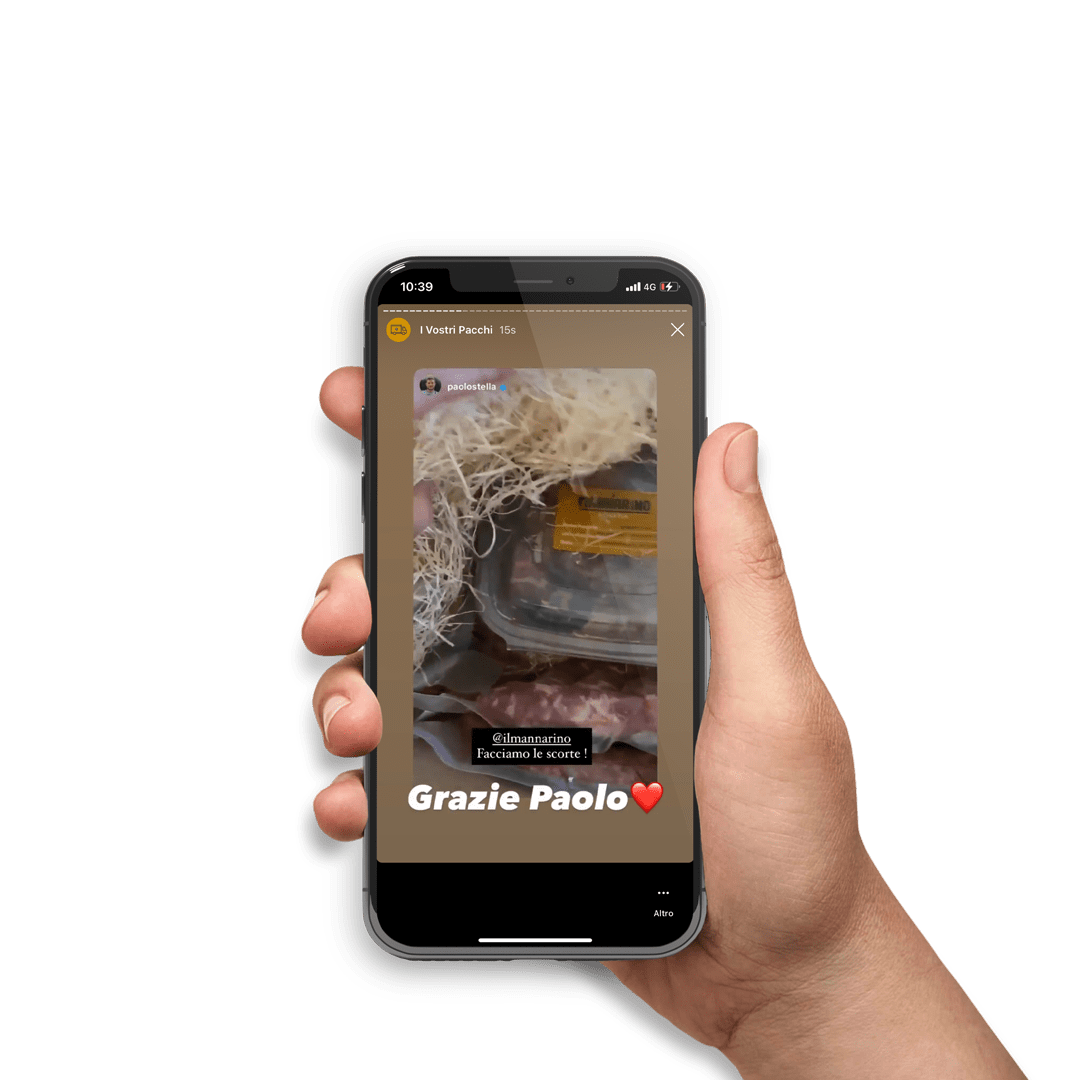 10:39
4G
I Vostri Pacchi 15s
paolostella
IL MANNARINO
@ilmannarino
Facciamo le scorte !
Grazie Paolo❤️
Altro